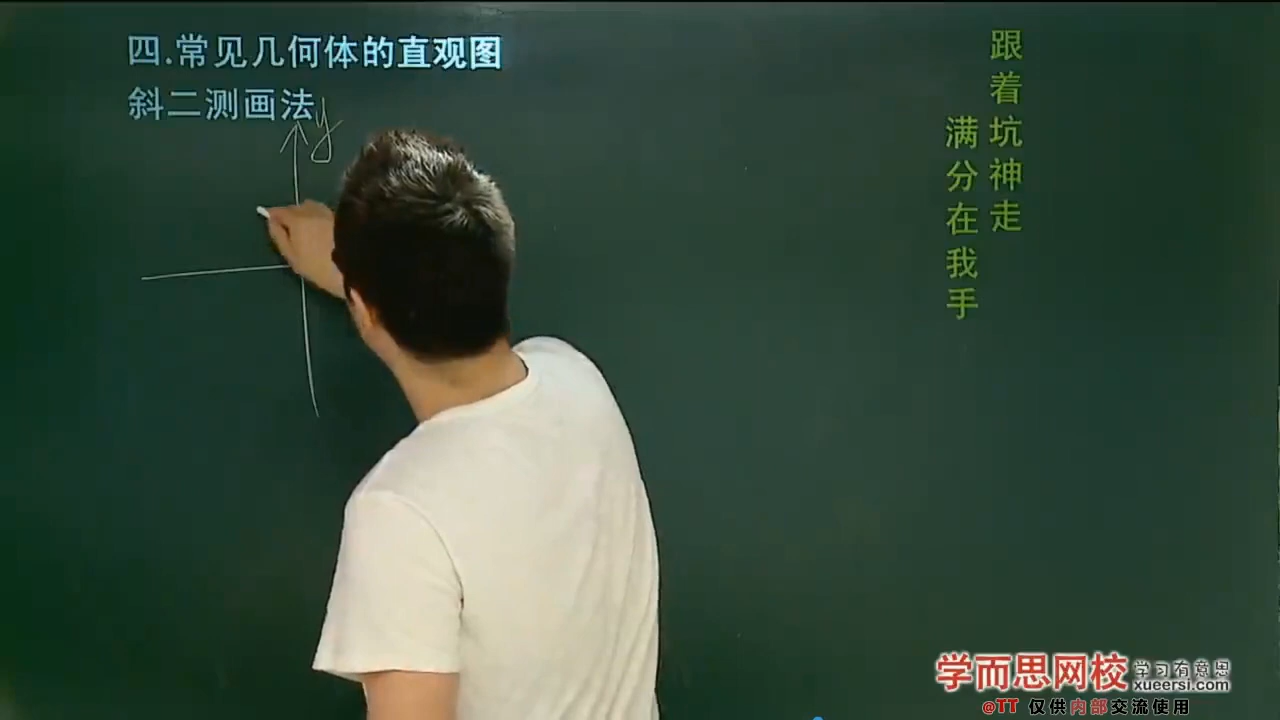 四.常见几何体的直观图
斜二测画法
y
跟着坑神走
满分在我手
学而思网校 学习有意思
xueersi.com
@TT 仅供内部交流使用